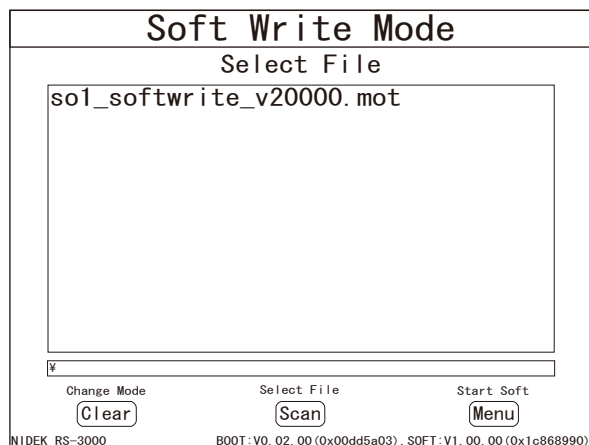 Soft Write Mode
Select File
so1_softwrite_v20000.mot
¥
Change Mode Select File Start Soft
Clear Scan Menu
NIDEK RS-3000 BOOT:V0.02.00(0x00dd5a03),SOFT:V1.00.00(0x1c868990)